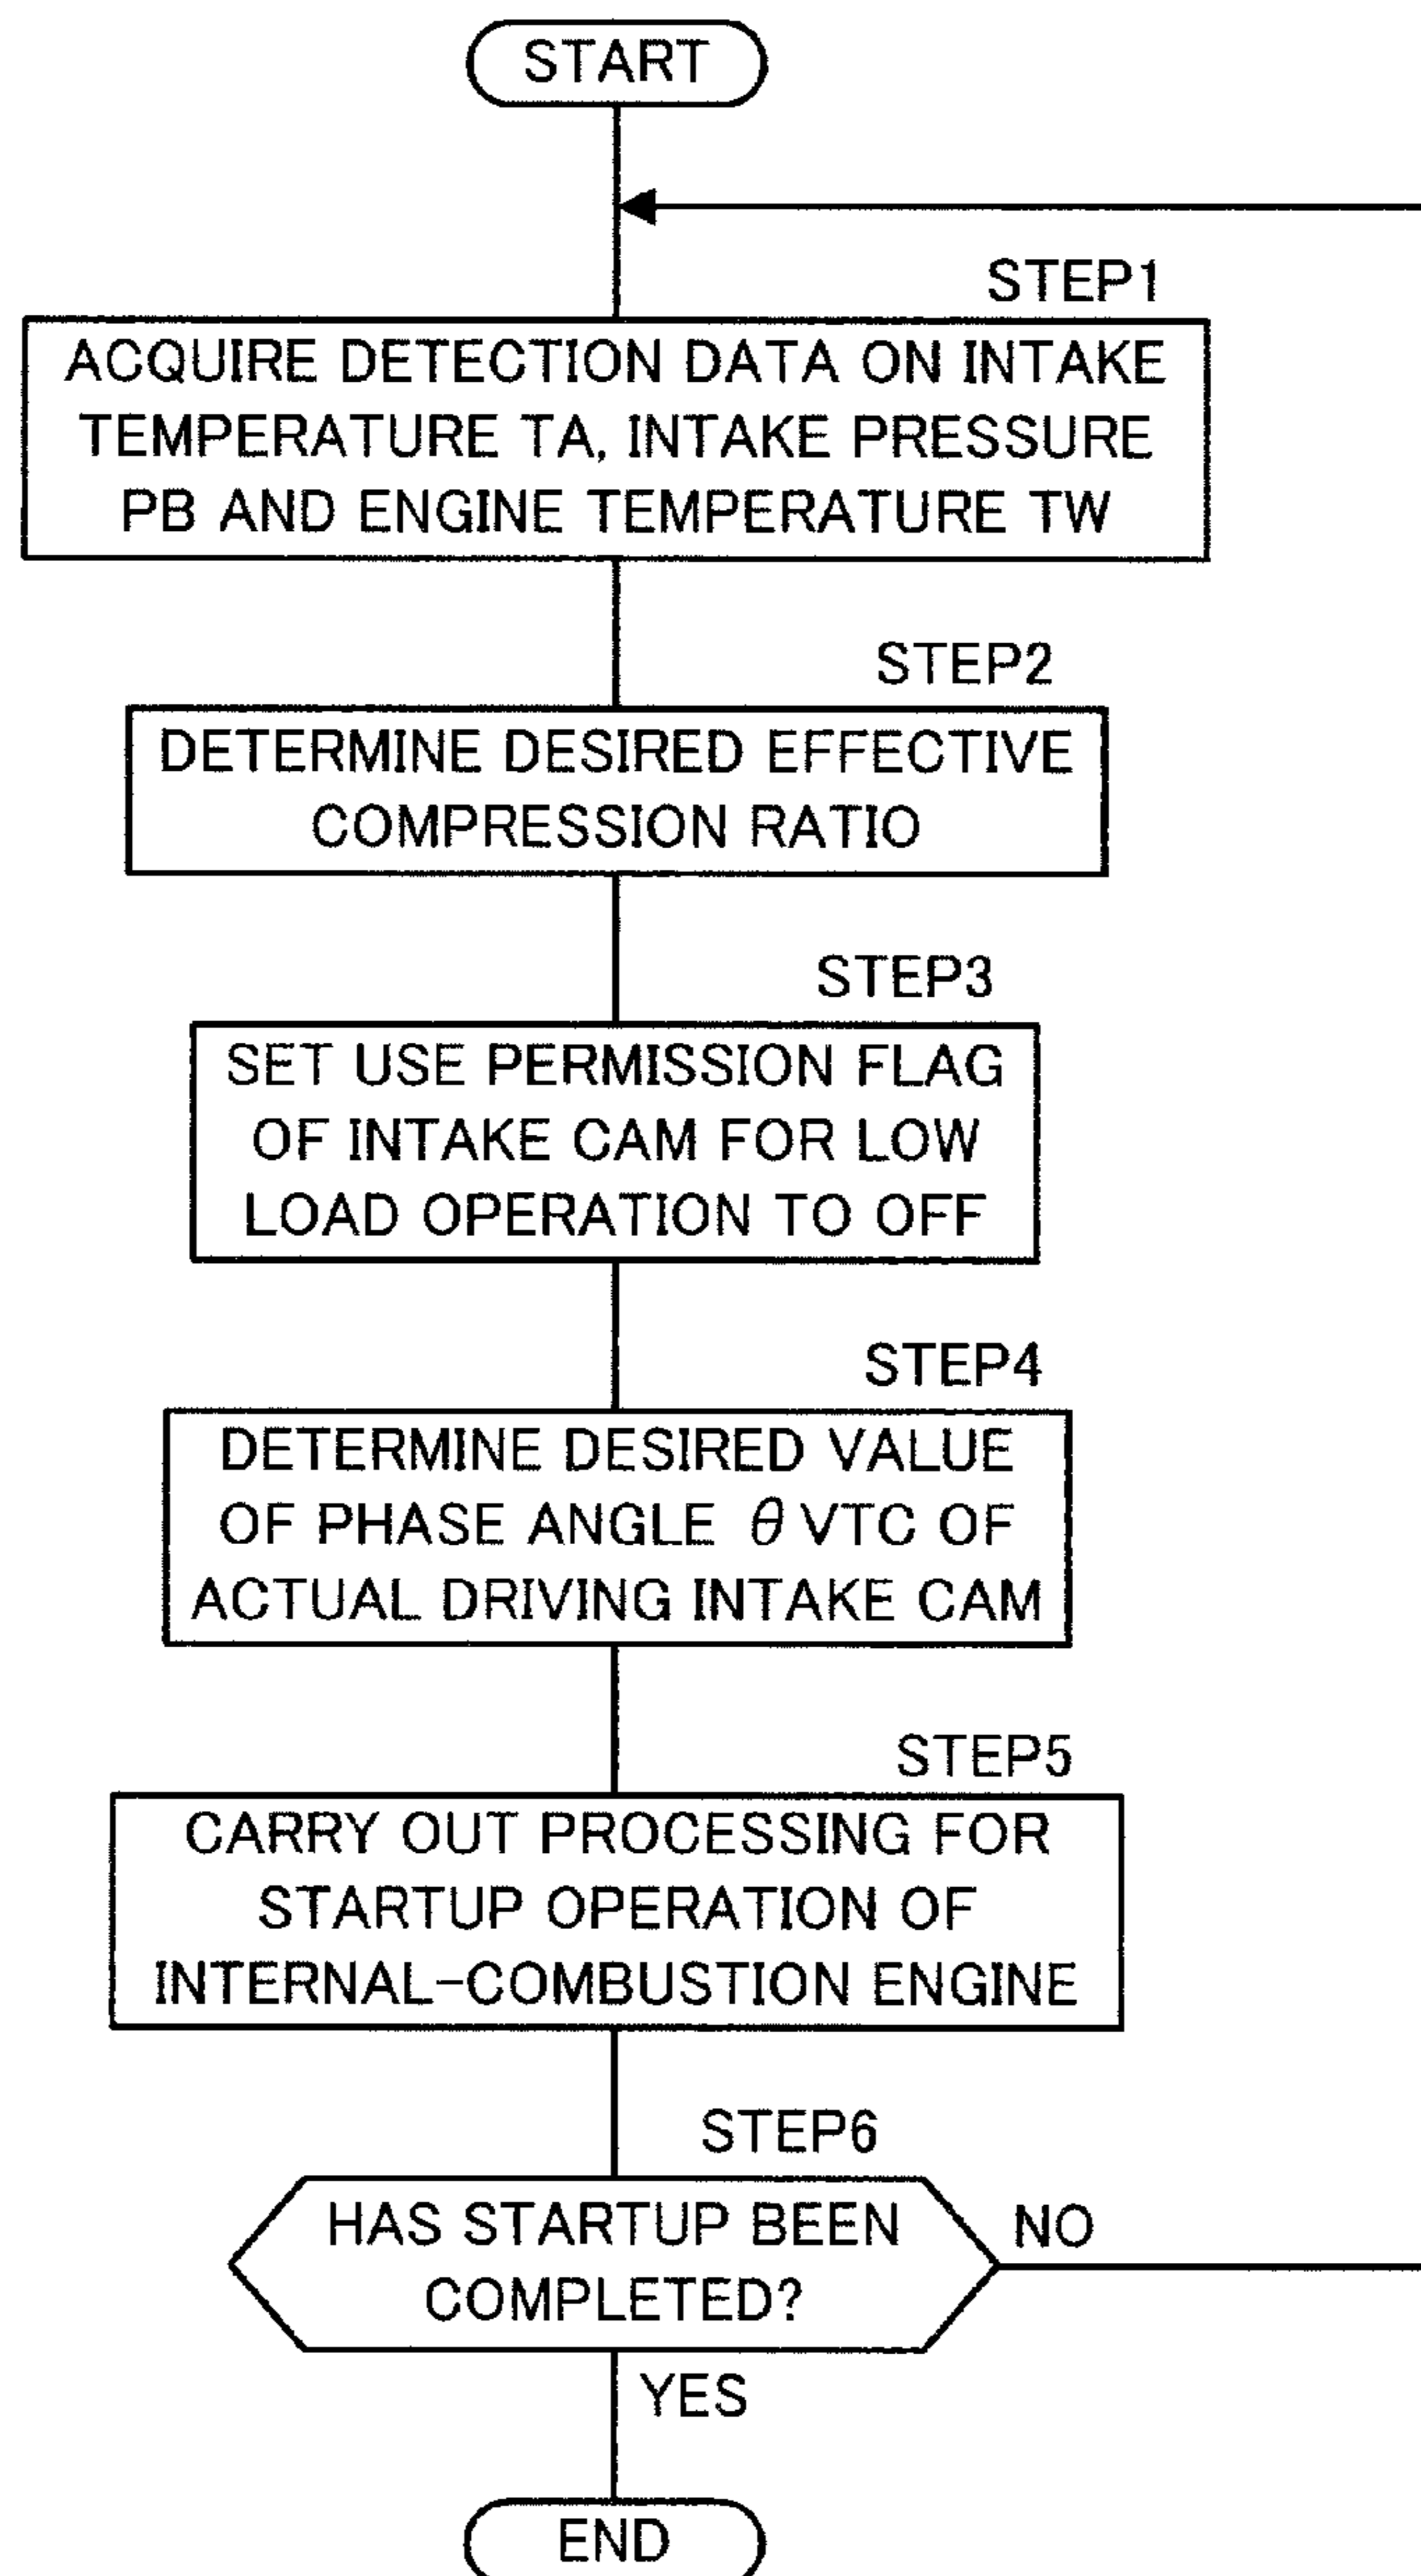 START
STEP1
ACQUIRE DETECTION DATA ON INTAKE
TEMPERATURE TA, INTAKE PRESSURE
PB AND ENGINE TEMPERATURE TW
STEP2
DETERMINE DESIRED EFFECTIVE
COMPRESSION RATIO
STEP3
SET USE PERMISSION FLAG
OF INTAKE CAM FOR LOW
LOAD OPERATION TO OFF
STEP4
DETERMINE DESIRED VALUE
OF PHASE ANGLE θ VTC OF
ACTUAL DRIVING INTAKE CAM
STEP5
CARRY OUT PROCESSING FOR
STARTUP OPERATION OF
INTERNAL-COMBUSTION ENGINE
STEP6
HAS STARTUP BEEN
COMPLETED?
NO
YES
END